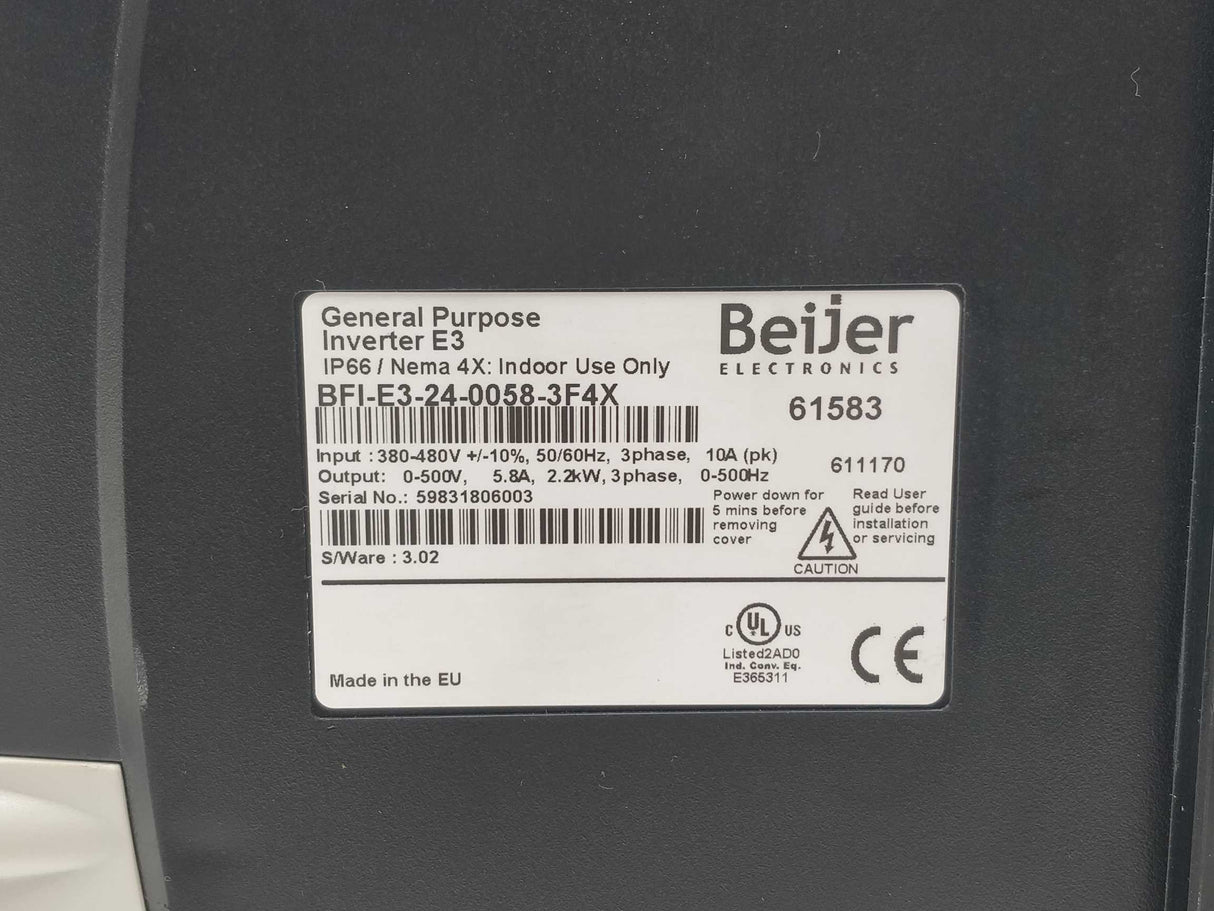 General Purpose
Inverter E3
IP66 / Nema 4X: Indoor Use Only
BFI-E3-24-0058-3F4X
Beijer
ELECTRONICS
61583
Input : 380-480V +/-10%, 50/60Hz, 3phase, 10A (pk)
Output: 0-500V, 5.8A, 2.2kW, 3phase, 0-500Hz
611170
Serial No.: 59831806003
S/Ware : 3.02
Power down for
5 mins before
removing
cover
Read User
guide before
installation
or servicing
CAUTION
Made in the EU
C UL US
Listed2AD0
Ind. Conv. Eq.
E365311
CE